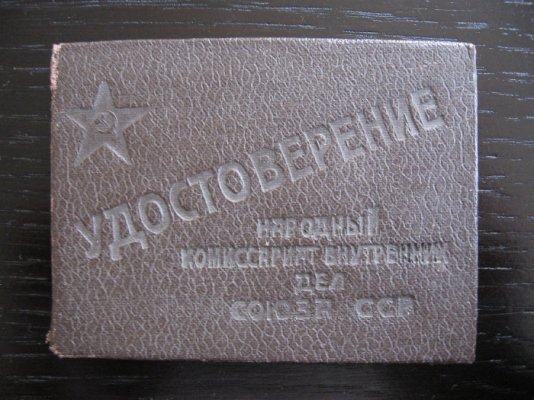 УДОСТОВЕРЕНИЕ
НАРОДНЫЙ
КОМИССАРИАТ ВНУТРЕННИХ
ДЕЛ
СОЮЗА ССР